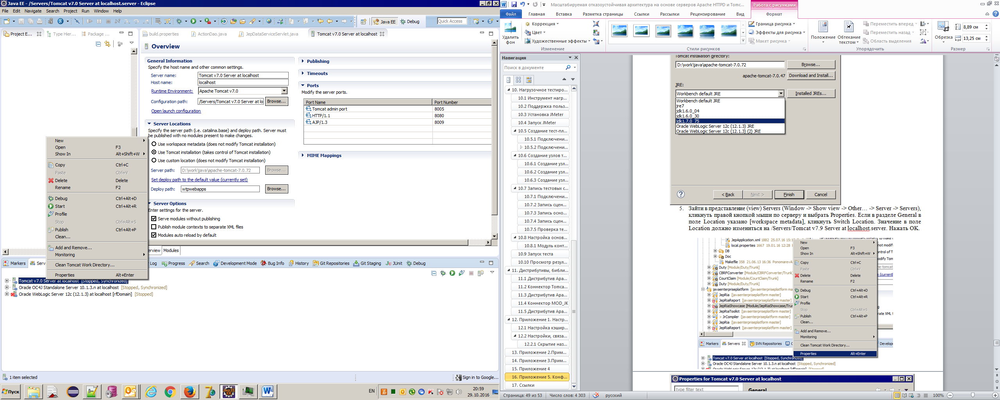 Java EE - /Servers/Tomcat v7.0 Server at localhost.server - Eclipse
File Edit Navigate Search Project Run Window Help
Quick Access
Java EE
Debug
Project E...
Type Hier...
Package ...
build.properties
ActionDao.java
JepDataServiceServlet.java
Tomcat v7.0 Server at localhost
Overview
General Information
Specify the host name and other common settings.
Server name: Tomcat v7.0 Server at localhost
Host name: localhost
Runtime Environment: Apache Tomcat v7.0
Configuration path: /Servers/Tomcat v7.0 Server at lo Browse...
Open launch configuration
Server Locations
Specify the server path (i.e. catalina.base) and deploy path. Server must
be published with no modules present to make changes.
Use workspace metadata (does not modify Tomcat installation)
Use Tomcat installation (takes control of Tomcat installation)
Use custom location (does not modify Tomcat installation)
Server path: D:\work\java\apache-tomcat-7.0.72 Browse...
Set deploy path to the default value (currently set)
Deploy path: wtpwebapps Browse...
Server Options
Enter settings for the server.
Serve modules without publishing
Publish module contexts to separate XML files
Modules auto reload by default
Publishing
Timeouts
Ports
Modify the server ports.
Port Name Port Number
Tomcat admin port 8005
HTTP/1.1 8080
AJP/1.3 8009
MIME Mappings
erview Modules
New
Open F3
Show In Alt+Shift+W
Copy Ctrl+C
Paste Ctrl+V
Delete Delete
Rename F2
Debug Ctrl+Alt+D
Start Ctrl+Alt+R
Profile
Stop Ctrl+Alt+S
Publish Ctrl+Alt+P
Clean...
Add and Remove...
Monitoring
Clean Tomcat Work Directory...
Properties Alt+Enter
Markers Serv Log Progress Search Development Mode Bug Info History Git Repositories Git Staging JUnit Debug
Tomcat v7.0 Server at localhost [Stopped, Synchronized]
Oracle OC4J Standalone Server 10.1.3.n at localhost [Stopped, Synchronized]
Oracle WebLogic Server 12c (12.1.3) at localhost [rfDomain] [Stopped]
1 item selected
Sign in to Google...
Пуск
EN
20:59
29.10.2016
Масштабируемая отказоустойчивая архитектура на основе серверов Apache HTTPD и Tomc...
Работа с рисунками
Файл Главная Вставка Разметка страницы Ссылки Рассылки Рецензирование Вид Формат
Удалить фон
Коррекция
Цвет
Художественные эффекты
Изменение
Стили рисунков
Граница рисунка
Эффекты для рисунка
Макет рисунка
Положение
Обтекание текстом
Переместить вперед
Переместить назад
Область выделения
Упорядочить
Обрезка
8,89 см
13,25 см
Размер
Навигация
Поиск в документе
10. Нагрузочное тестиро...
10.1 Инструмент нагр...
10.2 Поддержка польз...
10.3 Установка JMeter
10.4 Запуск JMeter
10.5 Создание тест-пл...
10.5.1 Подключени...
10.5.2 Подключени...
10.6 Создание узлов т...
10.6.1 Создание узл...
10.6.2 Создание узл...
10.6.3 Создание узл...
10.7 Запись тестовых с...
10.7.1 Подключени...
10.7.2 Запись сцен...
10.7.3 Запись осно...
10.7.4 Запись сцен...
10.7.5 Проверка те...
10.8 Настройка основ...
10.8.1 Модуль конт...
10.9 Запуск теста
10.10 Просмотр резул...
11. Дистрибутивы, библи...
11.1 Дистрибутив Apa...
11.2 Коннектор Tomca...
11.3 Дистрибутив Apa...
11.4 Коннектор MOD_JK
11.5 Дистрибутив Apa...
12. Приложение 1. Настр...
12.1 Настройка кэшир...
12.2 Настройки, связа...
12.2.1 Скрытие наз...
13. Приложение 2.Прим...
14. Приложение 3.Прим...
15. Приложение 4
16. Приложение 5. Конф...
17. Ссылки
Tomcat installation directory:
D:\work\java\apache-tomcat-7.0.72 Browse...
apache-tomcat-7.0.47 Download and Install...
JRE:
Workbench default JRE Installed JREs...
Workbench default JRE
jre7
jdk1.6.0_04
jdk1.6.0_30
jdk1.7.0_75
Oracle WebLogic Server 12c (12.1.3) JRE
Oracle WebLogic Server 12c (12.1.3) (2) JRE
< Back Next > Finish Cancel
5. Зайти в представление (view) Servers (Window -> Show view -> Other... -> Server -> Servers),
кликнуть правой кнопкой мыши по серверу и выбрать Properties. Если в разделе General в
поле Location указано [workspace metadata], кликнуть Switch Location. Значение в поле
Location должно измениться на /Servers/Tomcat v7.9 Server at localhost.server. Нажать OK.
JepApplication.xml 1882 25.07.16 15:1
local.properties 1667 19.01.16 12:28
DB
Doc
Makefile 358 21.06.13 16:36 PonomarevA
Duty [Module/Duty/Trunk]
CBRFConverter [Module/CBRFConverter/Trunk]
CourtClaim [Module/CourtClaim/Trunk]
Duty [Module/Duty/Trunk]
javaenterpriseplatform [javaenterpriseplatform ma
JepRia [javaenterpriseplatform master]
JepRiaReport [javaenterpriseplatform master]
JepRiaShowcase [Module/JepRiaShowcase/Trun
JepRiaToolkit [javaenterpriseplatform master]
> JrCompiler [javaenterpriseplatform master]
JepRia [javaenterpriseplatform master]
JepRiaReport [javaenterpriseplatform master]
New
Open F3
Show In Alt+Shift+W
Copy Ctrl+C
Paste Ctrl+V
Delete Delete
Rename F2
Debug Ctrl+Alt+D
Start Ctrl+Alt+R
Profile
Stop Ctrl+Alt+S
Publish Ctrl+Alt+P
Clean...
Add and Remove...
Monitoring
Clean Tomcat Work Directory...
Properties Alt+Enter
Markers Servers SVN Repositories Develop
Tomcat v7.0 Server at localhost [Stopped, Synchronized]
Oracle OC4J Standalone Server 10.1.3.n at localhost [Stopped, Synchronized]
Oracle WebLogic Server 12c (12.1.3) at localhost [rfDomain] [Stopped]
Properties for Tomcat v7.0 Server at localhost
type filter text
General
Страница: 49 из 53 Число слов: 4 303 русский 100%